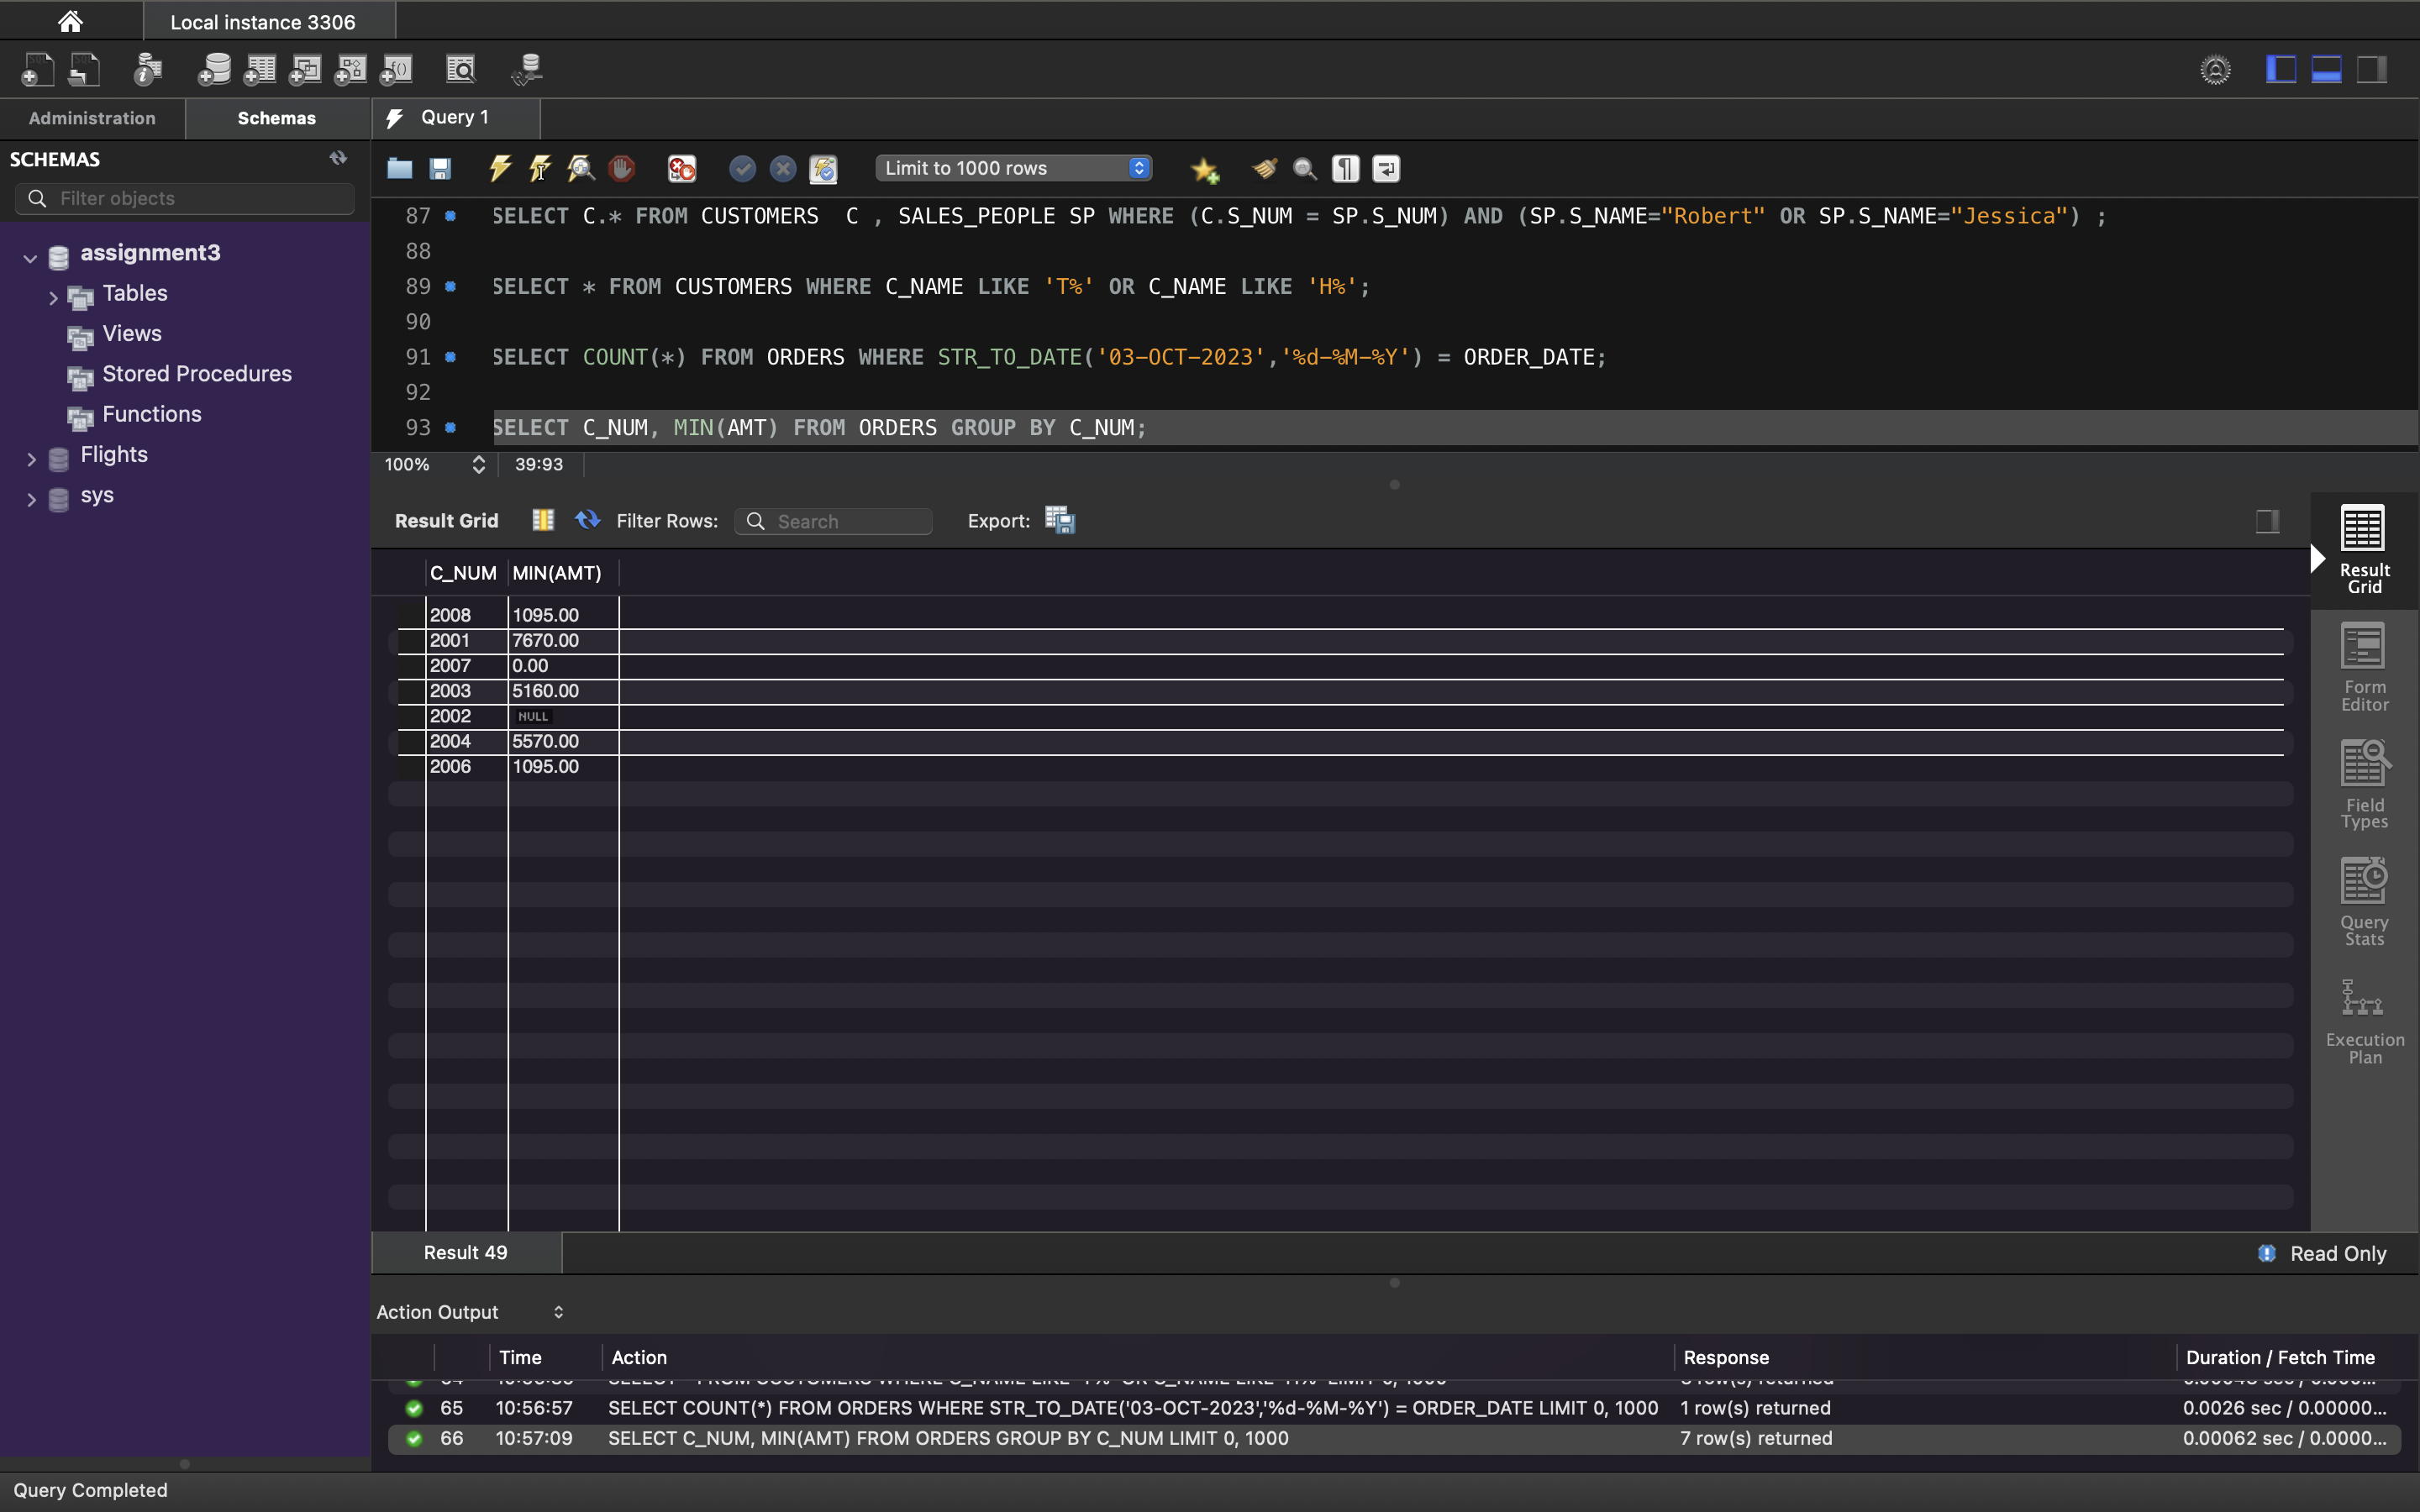 Local instance 3306
Administration
Schemas
Query 1
SCHEMAS
Filter objects
Limit to 1000 rows
assignment3
Tables
Views
Stored Procedures
Functions
Flights
sys
87 SELECT C.* FROM CUSTOMERS  C , SALES_PEOPLE SP WHERE (C.S_NUM = SP.S_NUM) AND (SP.S_NAME="Robert" OR SP.S_NAME="Jessica") ;
88
89 SELECT * FROM CUSTOMERS WHERE C_NAME LIKE 'T%' OR C_NAME LIKE 'H%';
90
91 SELECT COUNT(*) FROM ORDERS WHERE STR_TO_DATE('03-OCT-2023','%d-%M-%Y') = ORDER_DATE;
92
93 SELECT C_NUM, MIN(AMT) FROM ORDERS GROUP BY C_NUM;
100% 39:93
Result Grid Filter Rows: Search Export:
C_NUM MIN(AMT)
2008 1095.00
2001 7670.00
2007 0.00
2003 5160.00
2002 NULL
2004 5570.00
2006 1095.00
Result
Grid
Form
Editor
Field
Types
Query
Stats
Execution
Plan
Result 49
Read Only
Action Output
Time Action Response Duration / Fetch Time
65 10:56:57 SELECT COUNT(*) FROM ORDERS WHERE STR_TO_DATE('03-OCT-2023','%d-%M-%Y') = ORDER_DATE LIMIT 0, 1000 1 row(s) returned 0.0026 sec / 0.00000...
66 10:57:09 SELECT C_NUM, MIN(AMT) FROM ORDERS GROUP BY C_NUM LIMIT 0, 1000 7 row(s) returned 0.00062 sec / 0.0000...
Query Completed